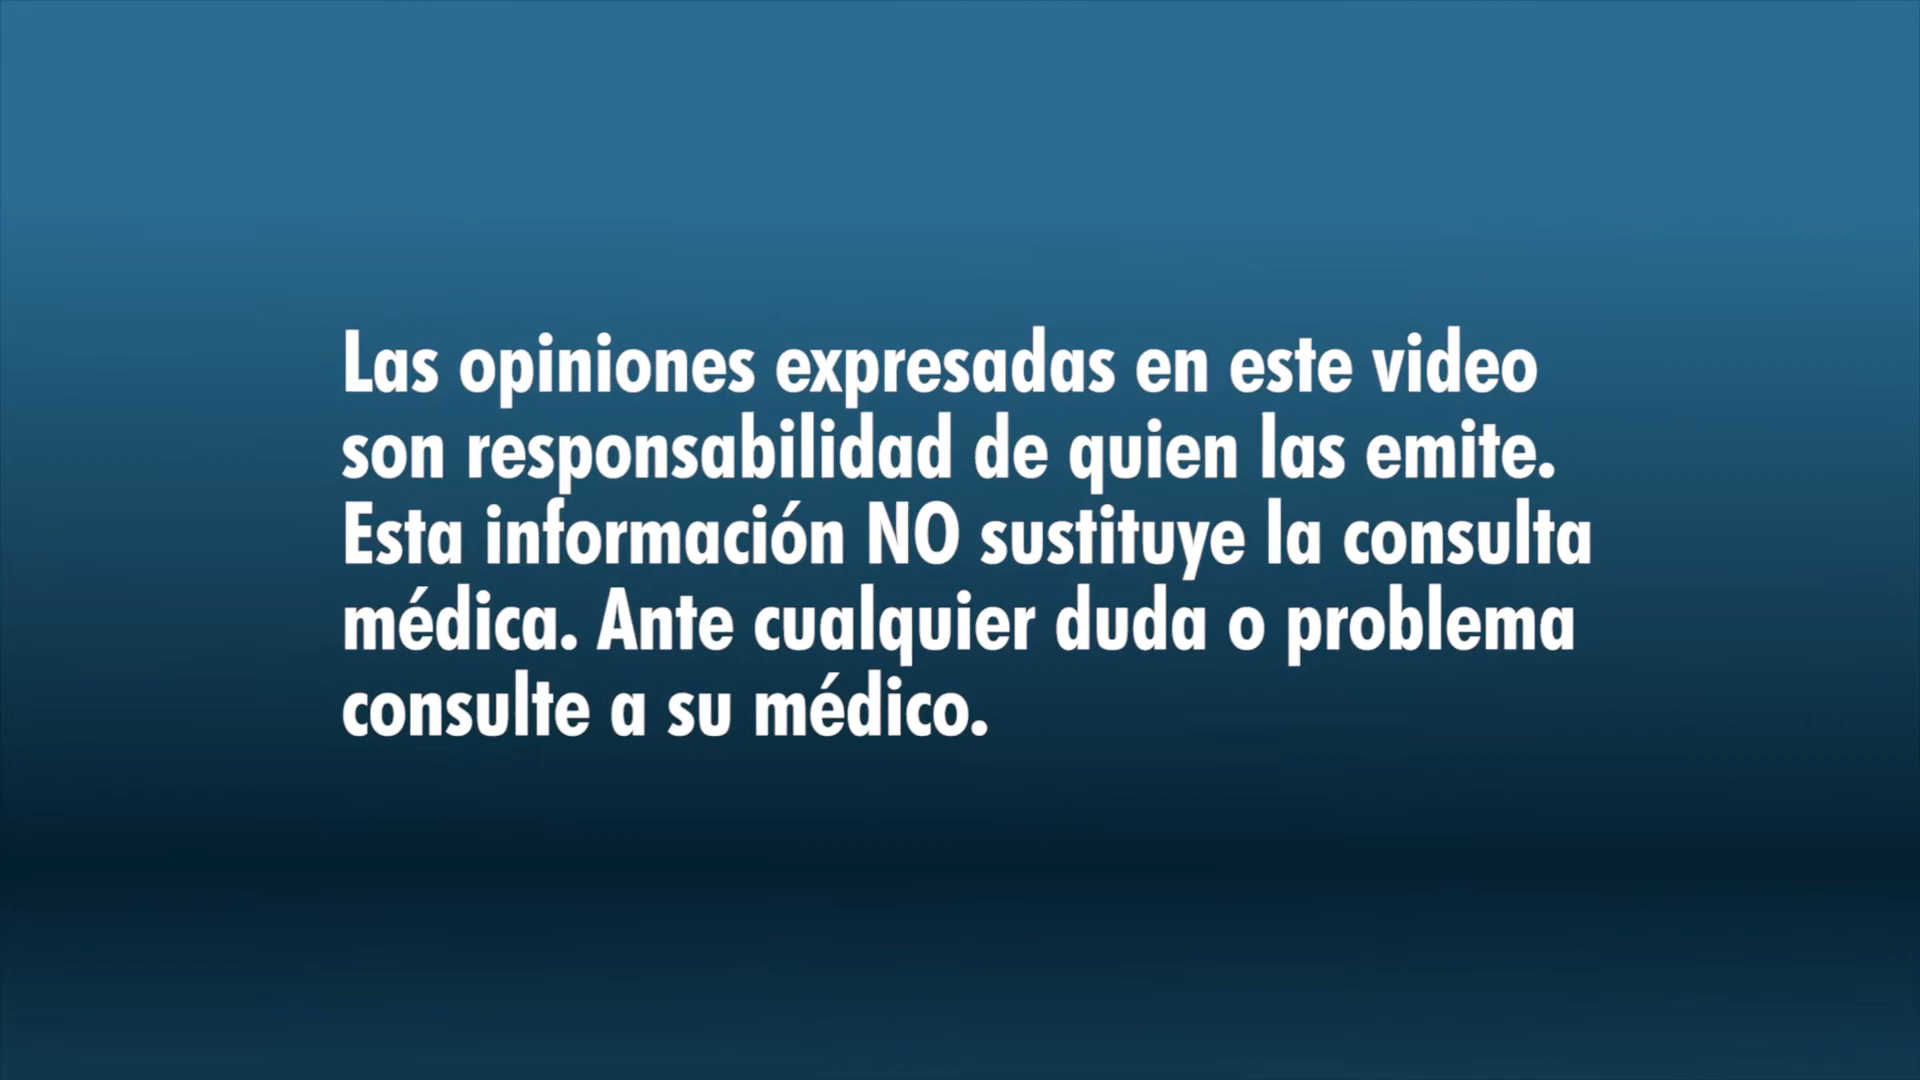 Las opiniones expresadas en este video
son responsabilidad de quien las emite.
Esta información NO sustituye la consulta
médica. Ante cualquier duda o problema
consulte a su médico.